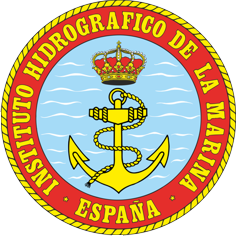 INSTITUTO HIDROGRAFICO DE LA MARINA
· ESPAÑA ·